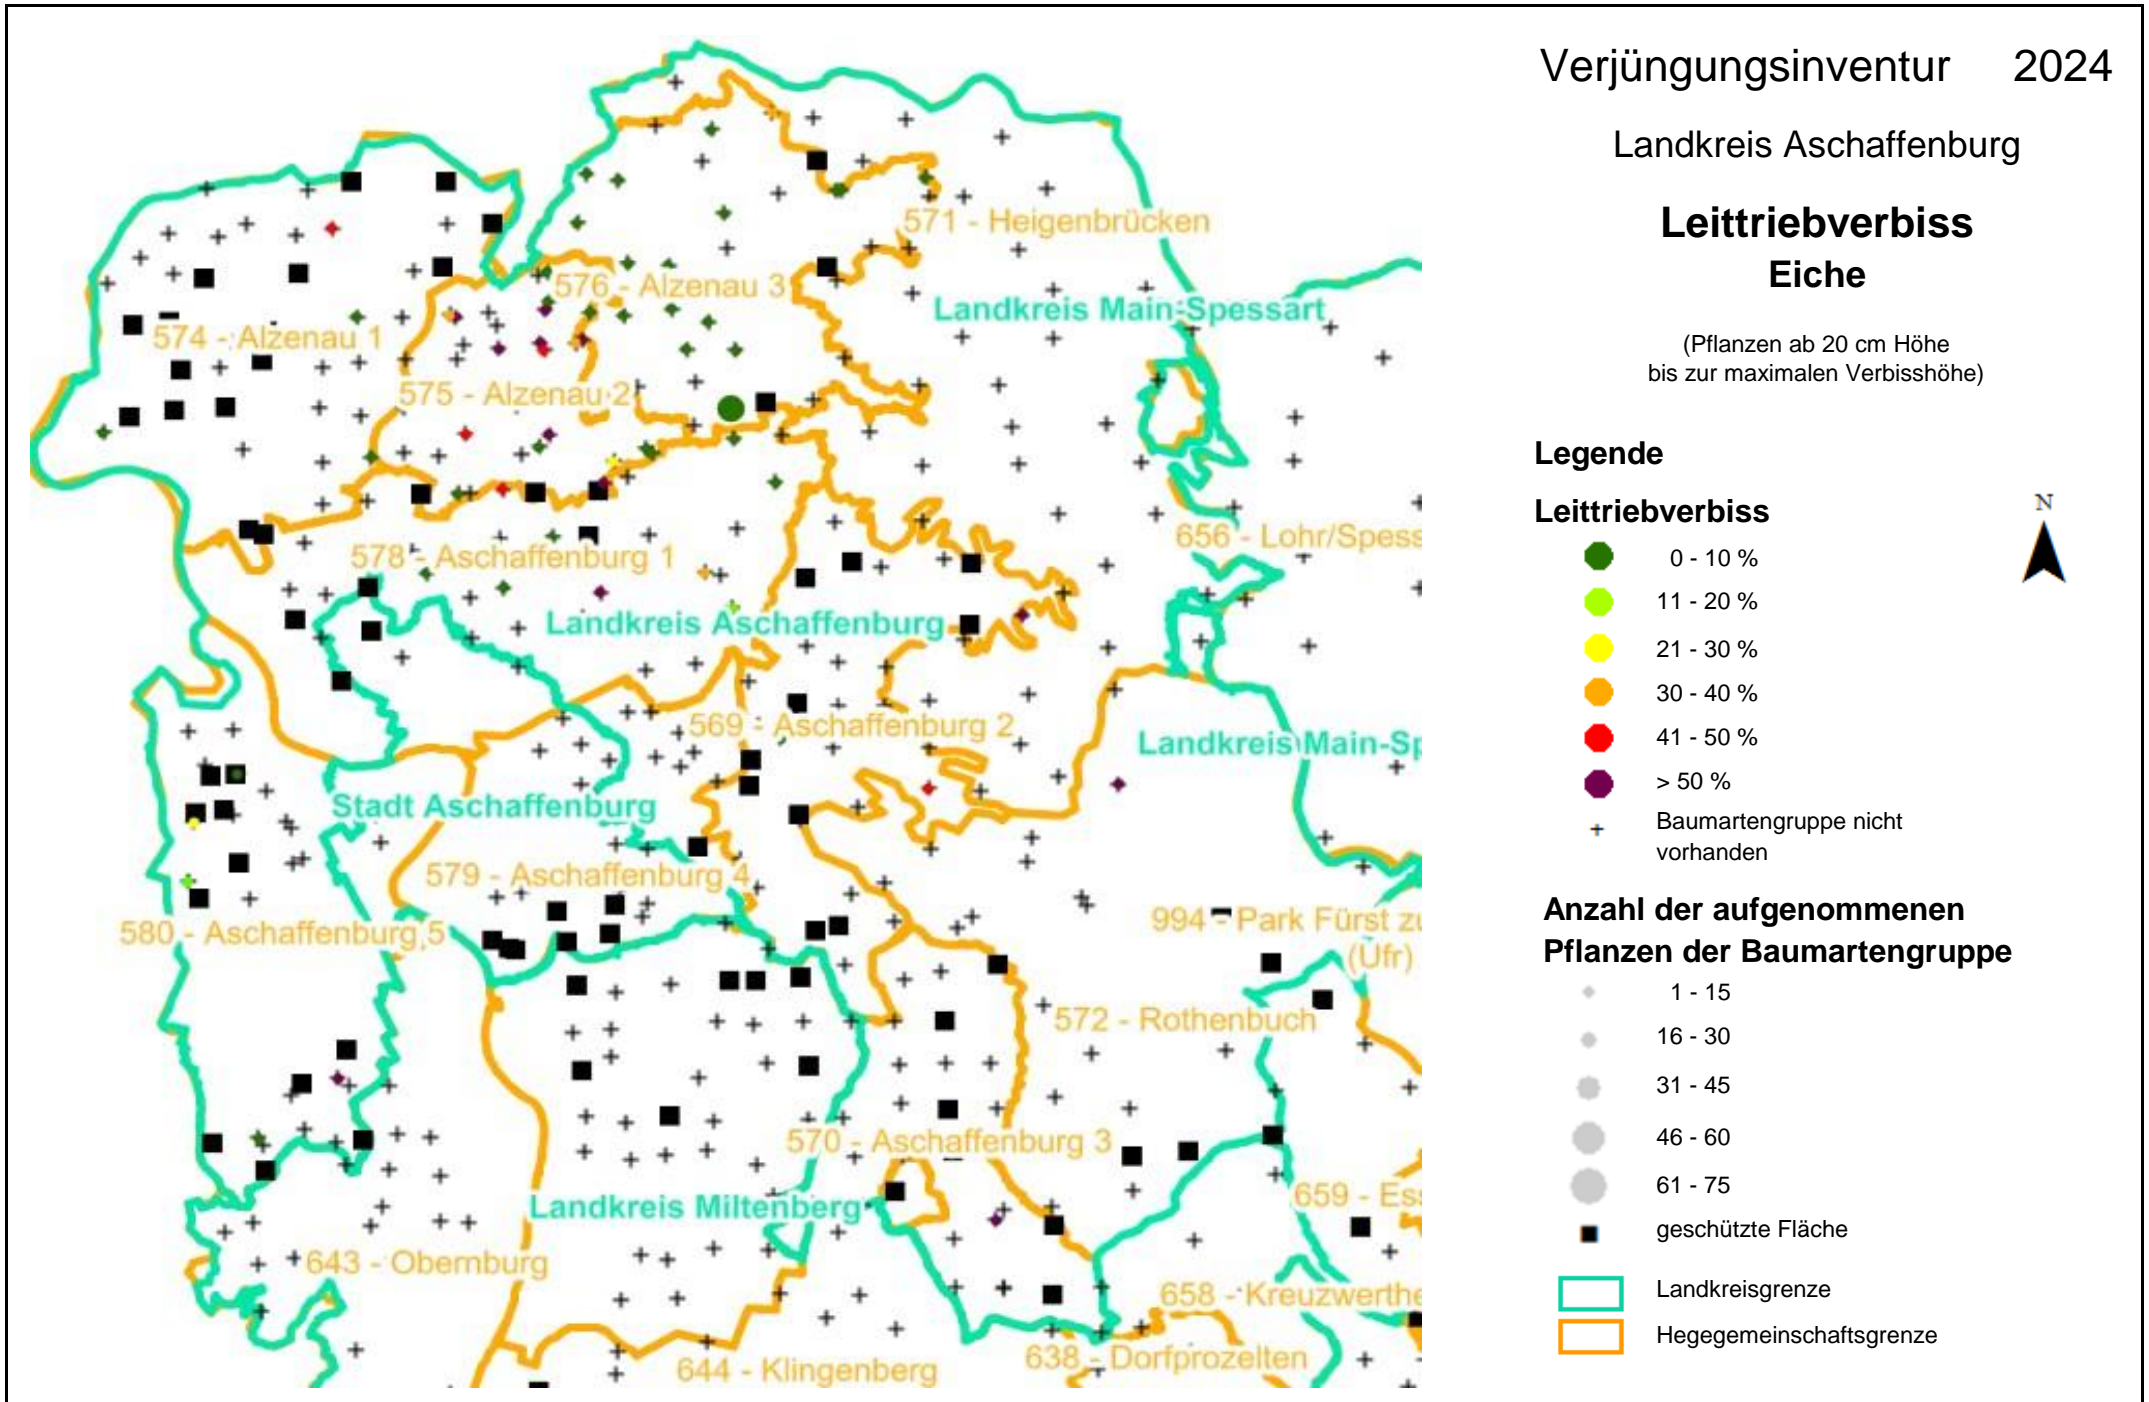 Verjüngungsinventur 2024
Landkreis Aschaffenburg
Leittriebverbiss
Eiche
(Pflanzen ab 20 cm Höhe
bis zur maximalen Verbisshöhe)
Legende
Leittriebverbiss
0 - 10 %
11 - 20 %
21 - 30 %
30 - 40 %
41 - 50 %
> 50 %
Baumartengruppe nicht
vorhanden
Anzahl der aufgenommenen
Pflanzen der Baumartengruppe
1 - 15
16 - 30
31 - 45
46 - 60
61 - 75
geschützte Fläche
Landkreisgrenze
Hegegemeinschaftsgrenze
N
571 - Heigenbrücken
576 - Alzenau 3
Landkreis Main-Spessart
574 - Alzenau 1
575 - Alzenau 2
656 - Lohr/Spess
578 - Aschaffenburg 1
Landkreis Aschaffenburg
569 - Aschaffenburg 2
Landkreis Main-Sp
Stadt Aschaffenburg
579 - Aschaffenburg 4
580 - Aschaffenburg 5
994 - Park Fürst zu
(Ufr)
572 - Rothenbuch
570 - Aschaffenburg 3
Landkreis Miltenberg
659 - Ess
643 - Obernburg
658 - Kreuzwerthe
644 - Klingenberg
638 - Dorfprozelten